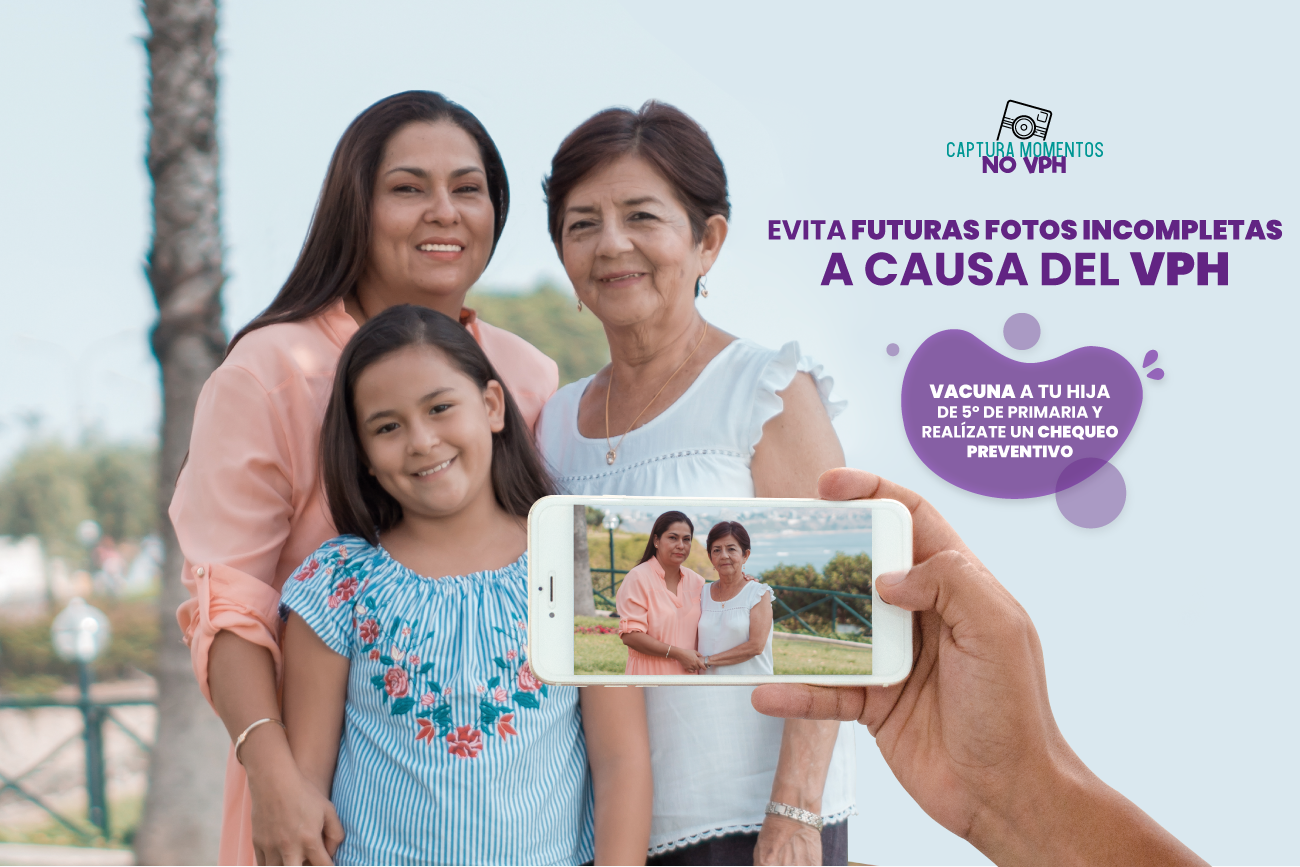 CAPTURA MOMENTOS
NO VPH
EVITA FUTURAS FOTOS INCOMPLETAS
A CAUSA DEL VPH
VACUNA A TU HIJA
DE 5º DE PRIMARIA Y
REALÍZATE UN CHEQUEO
PREVENTIVO